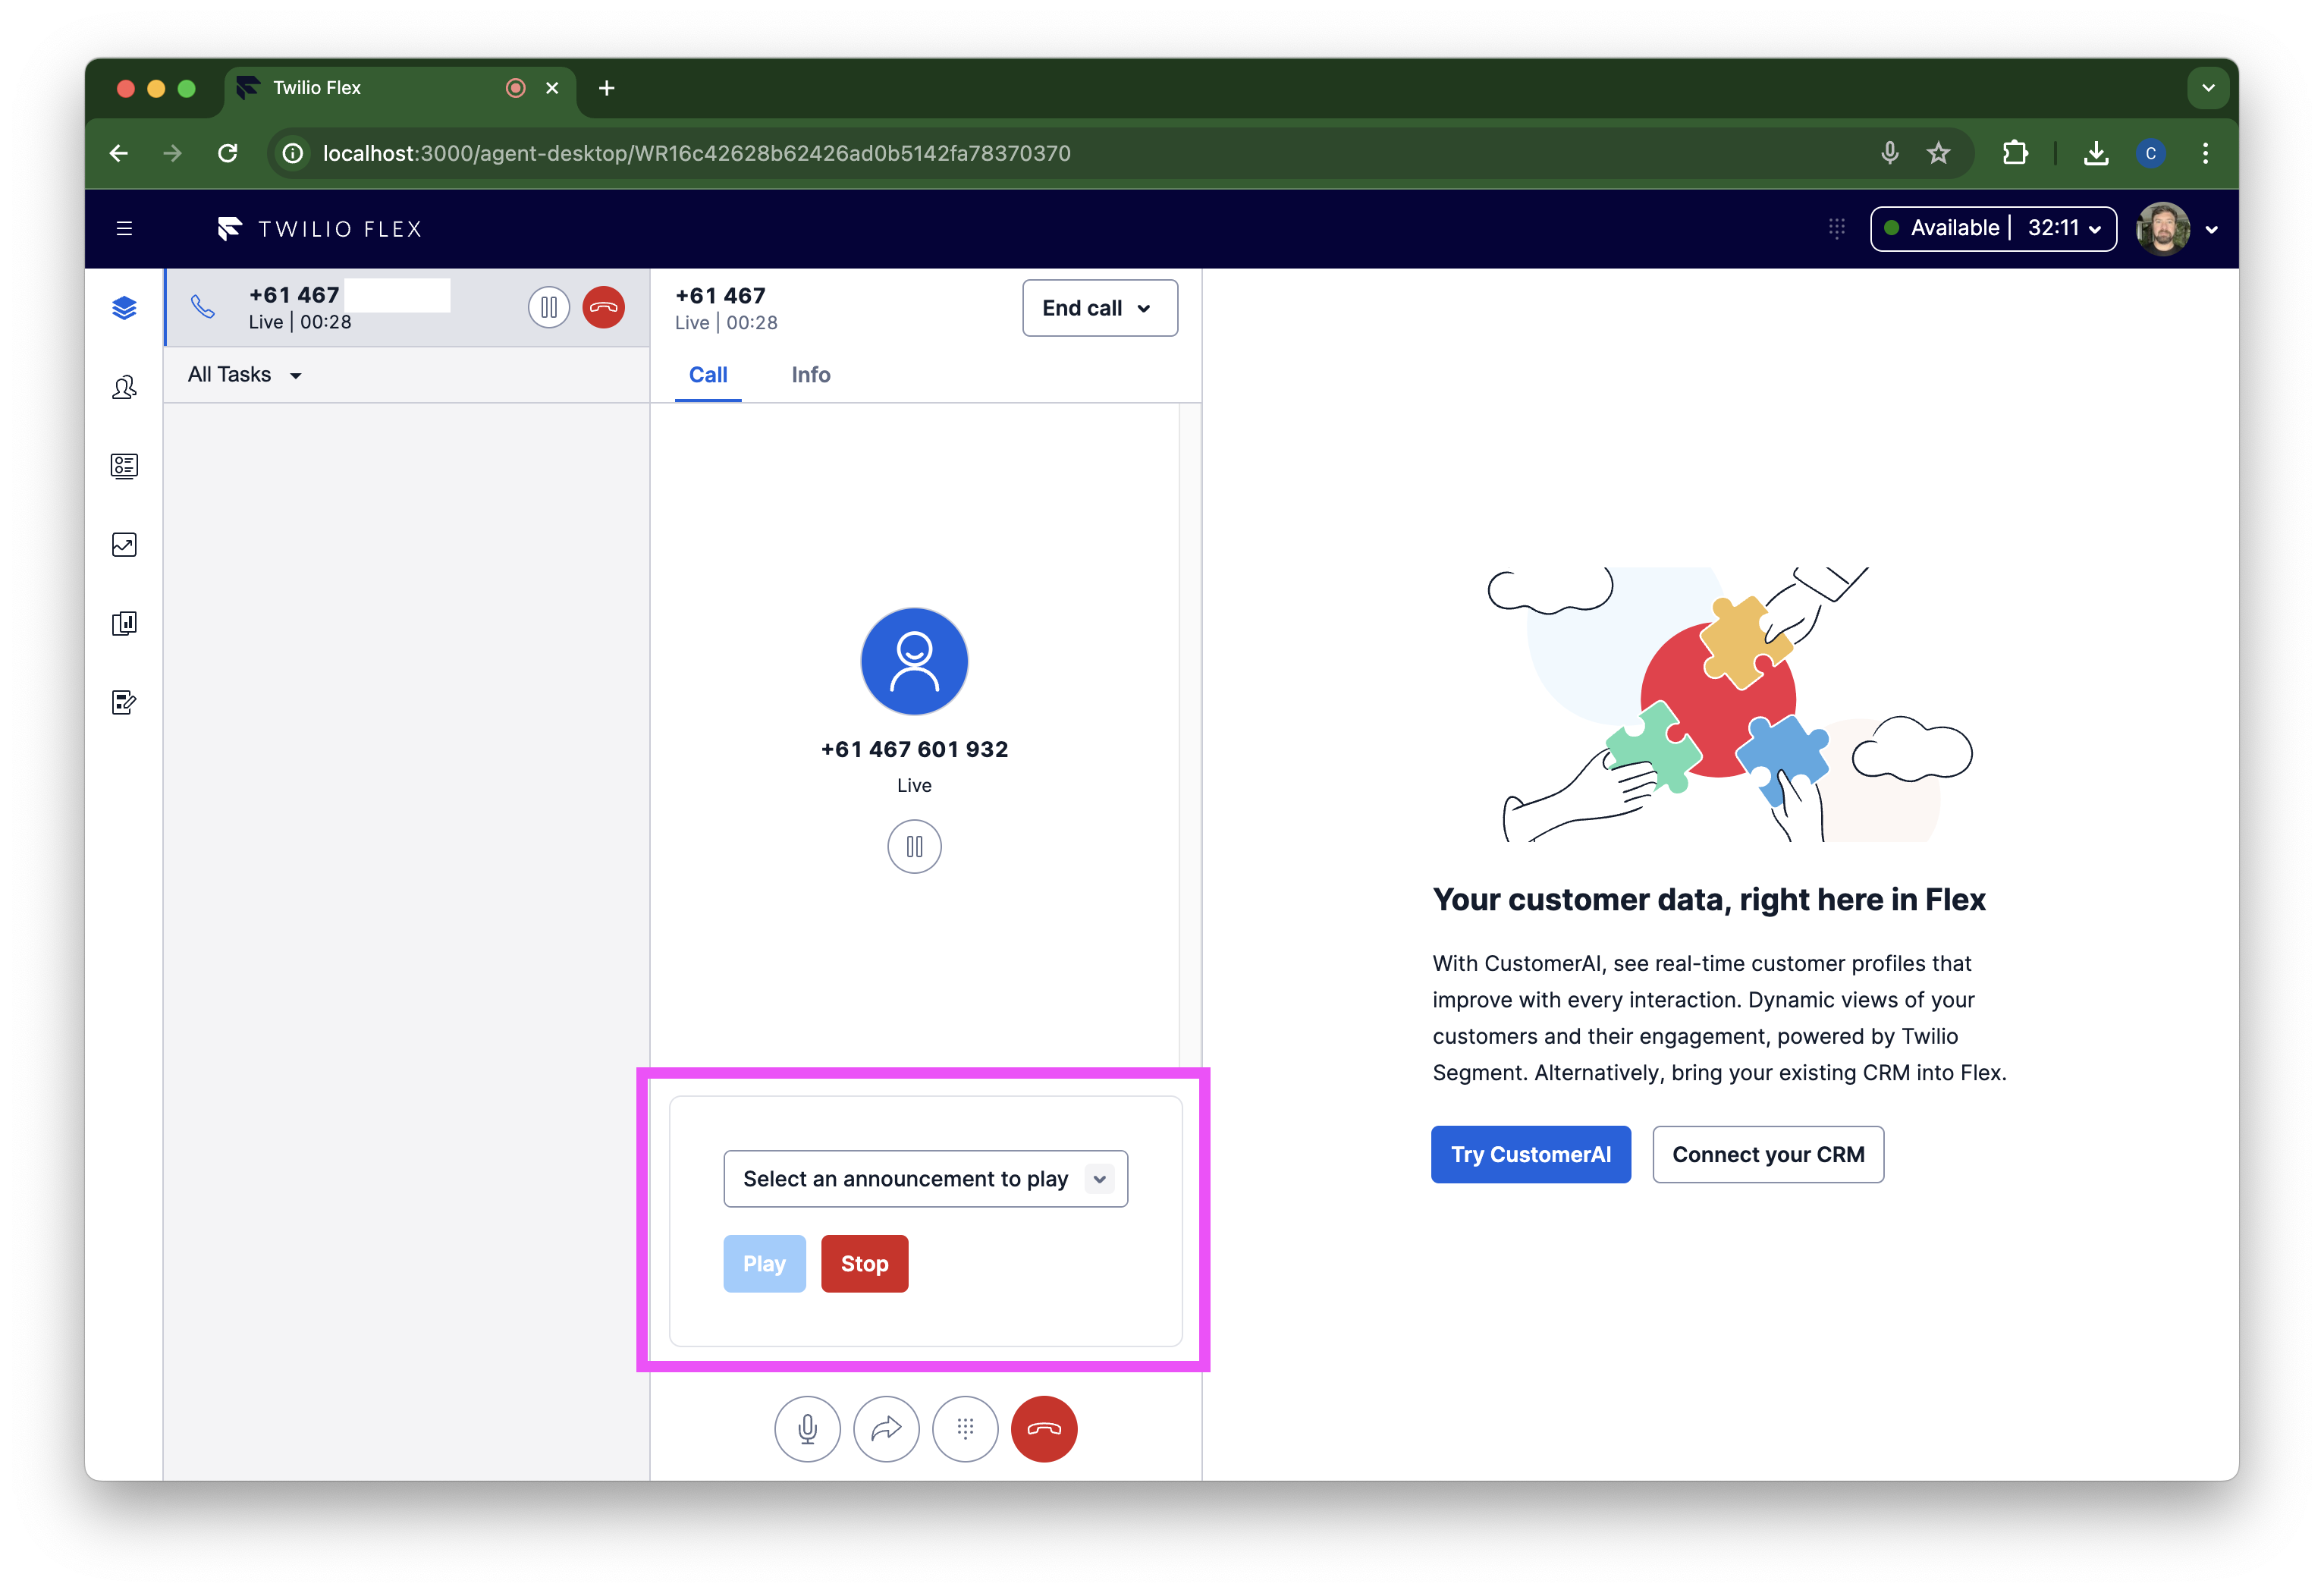 Twilio Flex
localhost:3000/agent-desktop/WR16c42628b62426ad0b5142fa78370370
C
TWILIO FLEX
Available | 32:11
+61 467
Live | 00:28
All Tasks
+61 467
Live | 00:28
End call
Call
Info
+61 467 601 932
Live
Select an announcement to play
Play
Stop
Your customer data, right here in Flex
With CustomerAI, see real-time customer profiles that
improve with every interaction. Dynamic views of your
customers and their engagement, powered by Twilio
Segment. Alternatively, bring your existing CRM into Flex.
Try CustomerAI
Connect your CRM